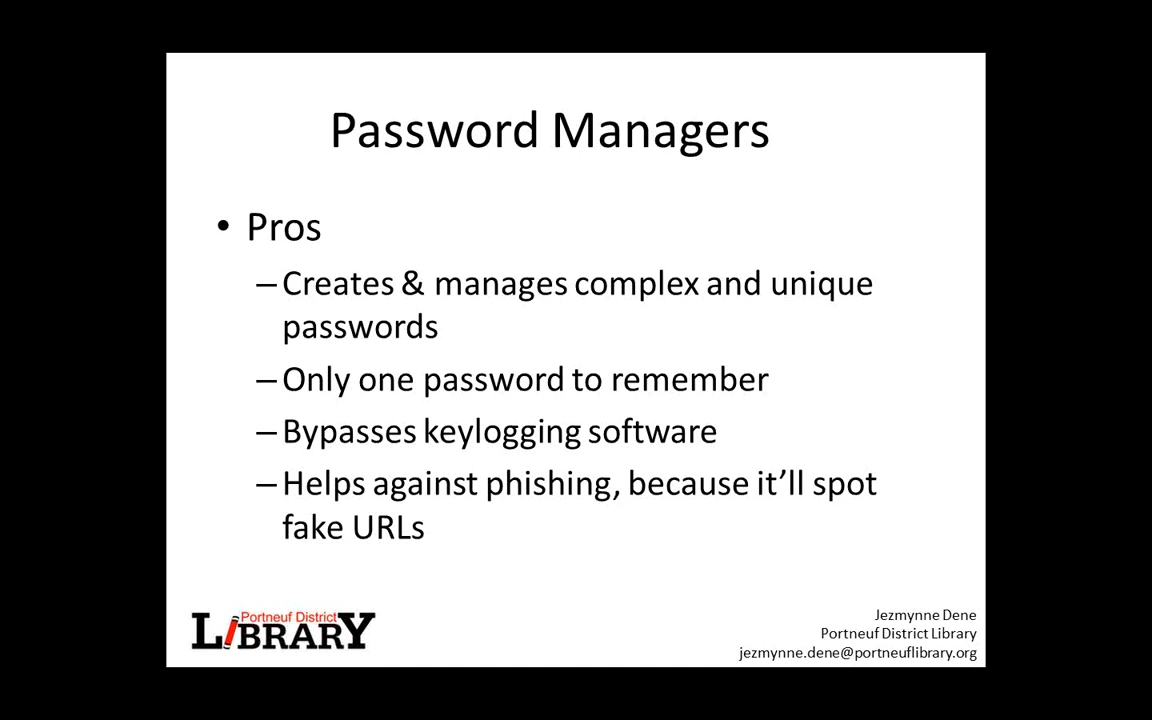 Password Managers
• Pros
–Creates & manages complex and unique
passwords
–Only one password to remember
–Bypasses keylogging software
–Helps against phishing, because it’ll spot
fake URLs
Portneuf District
LIBRARY
Jezmynne Dene
Portneuf District Library
jezmynne.dene@portneuflibrary.org